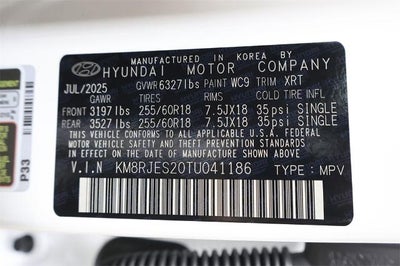 MANUFACTURED IN KOREA BY
HYUNDAI MOTOR COMPANY
JUL/2025 GVWR 6327lbs PAINT WC9 TRIM XRT
GAWR TIRES RIMS COLD TIRE
FRONT 3197lbs 255/60R18 7.5JX18 35psi SINGLE
REAR 3527lbs 255/60R18 7.5JX18 35psi SINGLE
THIS VEHICLE CONFORMS TO ALL APPLICABLE FEDERAL
MOTOR VEHICLE SAFETY AND THEFT PREVENTION STANDARDS
IN EFFECT ON THE DATE OF MANUFACTURE SHOWN ABOVE
V.I.N KM8RJES20TU041186 TYPE : MPV
P33